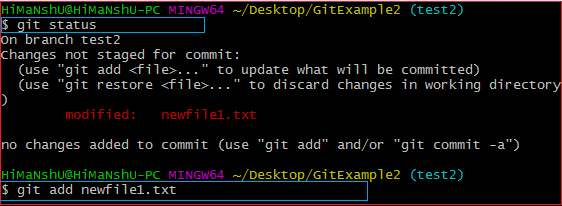 HiMaNshU@HiMaNshU-PC MINGW64 ~/Desktop/GitExample2 (test2)
$ git status
On branch test2
Changes not staged for commit:
  (use "git add <file>..." to update what will be committed)
  (use "git restore <file>..." to discard changes in working directory
)
        modified:   newfile1.txt

no changes added to commit (use "git add" and/or "git commit -a")

HiMaNshU@HiMaNshU-PC MINGW64 ~/Desktop/GitExample2 (test2)
$ git add newfile1.txt